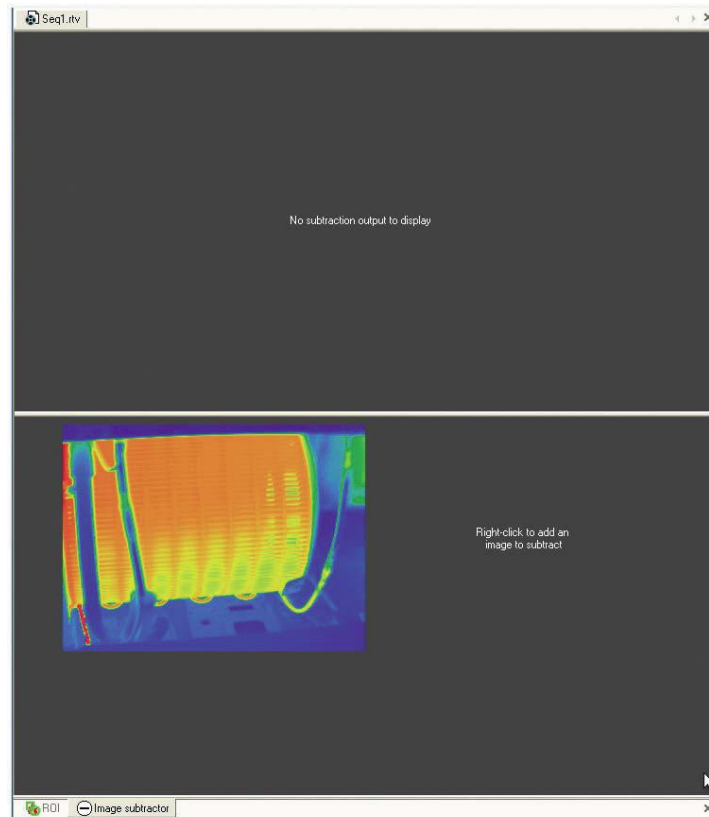 Seq1.rtv
No subtraction output to display
Right-click to add an
image to subtract
ROI
Image subtractor